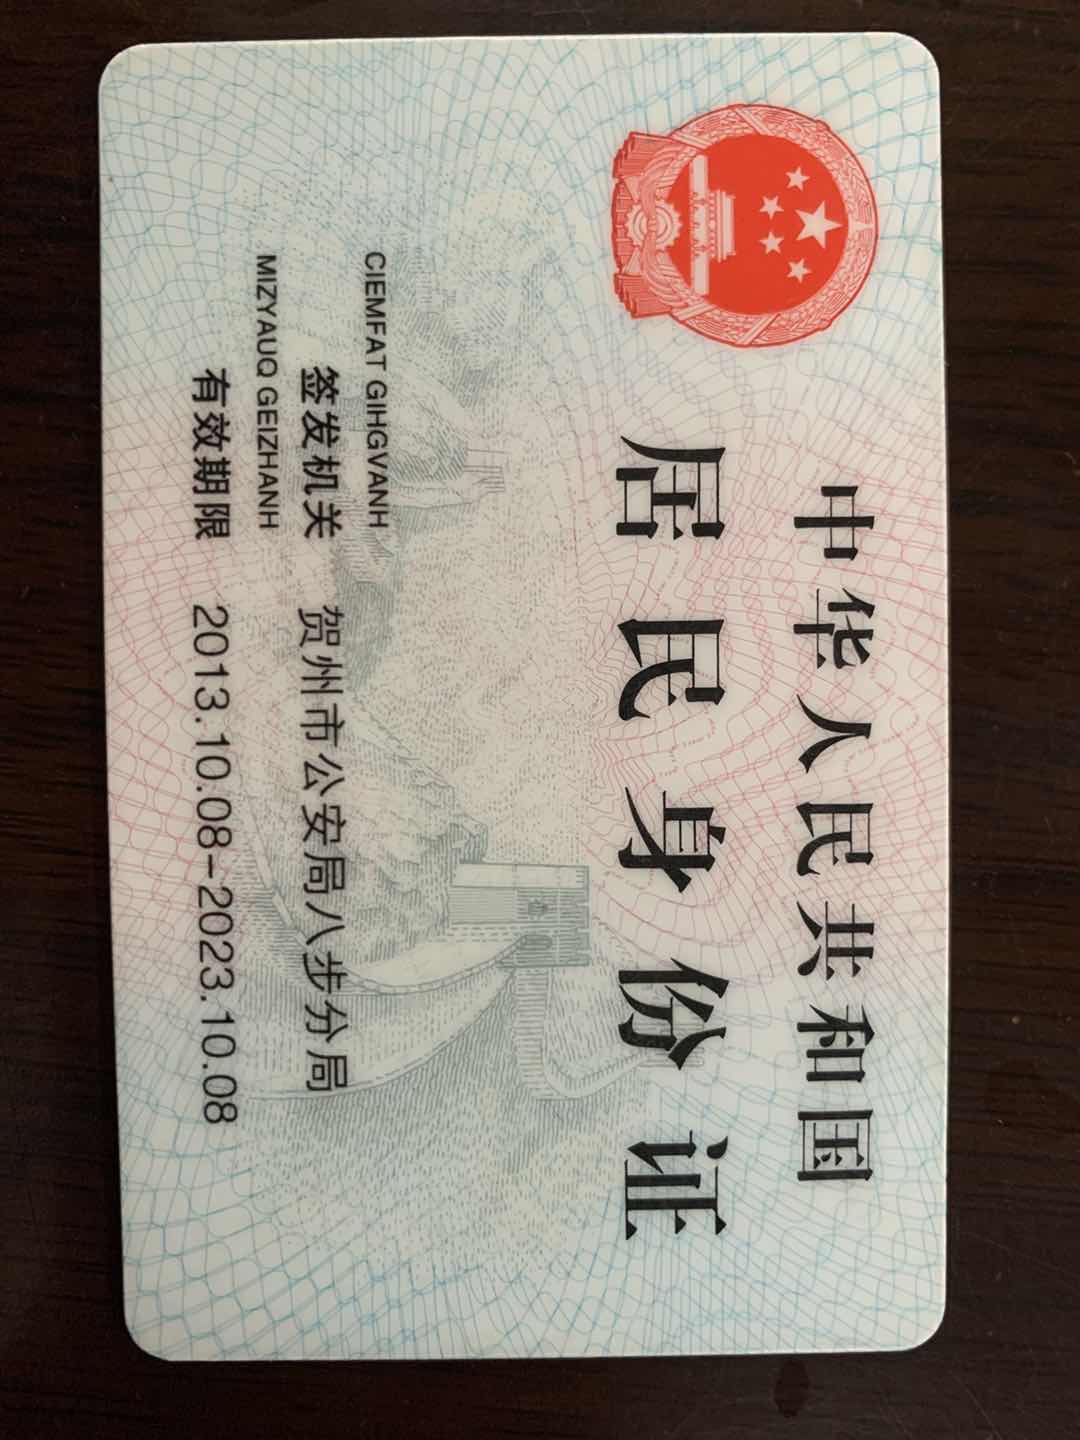 中华人民共和国
居民身份证
CIEMFAT GIHGVANH
签发机关 贺州市公安局八步分局
MIZYAUQ GEIZHANH
有效期限 2013.10.08-2023.10.08